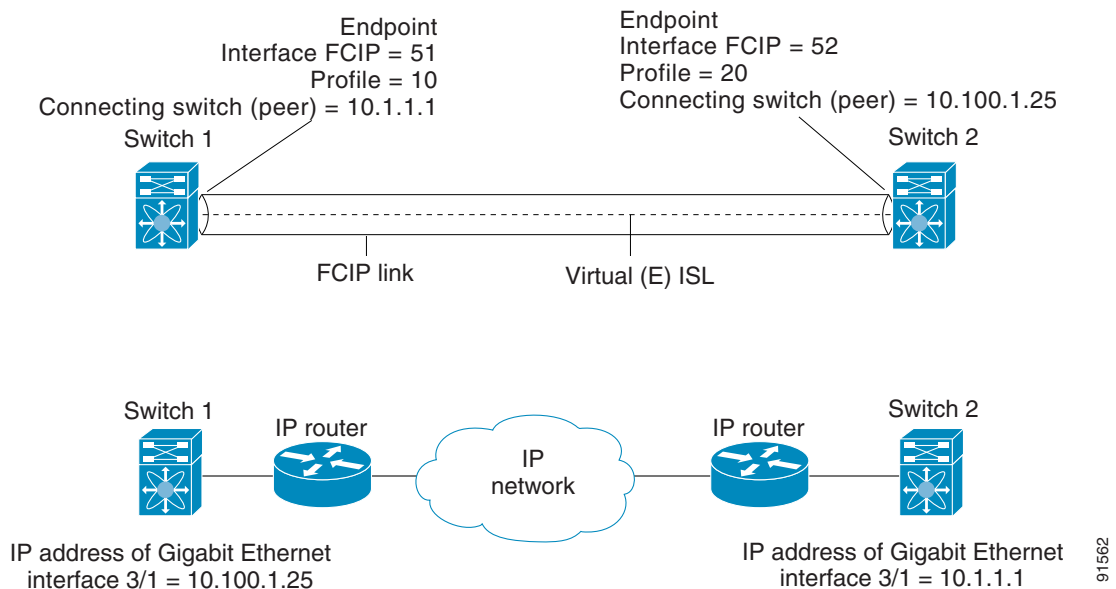 Endpoint
Interface FCIP = 51
Profile = 10
Connecting switch (peer) = 10.1.1.1
Switch 1
Endpoint
Interface FCIP = 52
Profile = 20
Connecting switch (peer) = 10.100.1.25
Switch 2
FCIP link
Virtual (E) ISL
Switch 1
IP router
IP
network
IP router
Switch 2
IP address of Gigabit Ethernet
interface 3/1 = 10.100.1.25
IP address of Gigabit Ethernet
interface 3/1 = 10.1.1.1
91562